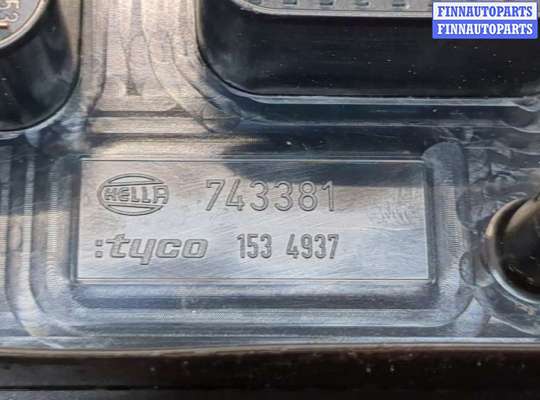 FINNAUTOPARTS
FINNAUTOPARTS
HELLA 743381
:tyco 153 4937